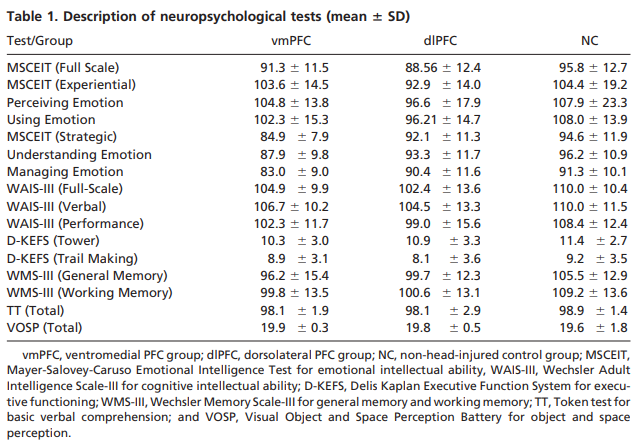 Table 1. Description of neuropsychological tests (mean ± SD)
Test/Group vmPFC dlPFC NC
MSCEIT (Full Scale) 91.3 ± 11.5 88.56 ± 12.4 95.8 ± 12.7
MSCEIT (Experiential) 103.6 ± 14.5 92.9 ± 14.0 104.4 ± 19.2
Perceiving Emotion 104.8 ± 13.8 96.6 ± 17.9 107.9 ± 23.3
Using Emotion 102.3 ± 15.3 96.21 ± 14.7 108.0 ± 13.9
MSCEIT (Strategic) 84.9 ± 7.9 92.1 ± 11.3 94.6 ± 11.9
Understanding Emotion 87.9 ± 9.8 93.3 ± 11.7 96.2 ± 10.9
Managing Emotion 83.0 ± 9.0 90.4 ± 11.6 91.3 ± 10.1
WAIS-III (Full-Scale) 104.9 ± 9.9 102.4 ± 13.6 110.0 ± 10.4
WAIS-III (Verbal) 106.7 ± 10.2 104.5 ± 13.3 110.0 ± 11.5
WAIS-III (Performance) 102.3 ± 11.7 99.0 ± 15.6 108.4 ± 12.4
D-KEFS (Tower) 10.3 ± 3.0 10.9 ± 3.3 11.4 ± 2.7
D-KEFS (Trail Making) 8.9 ± 3.1 8.1 ± 3.6 9.2 ± 3.5
WMS-III (General Memory) 96.2 ± 15.4 99.7 ± 12.3 105.5 ± 12.9
WMS-III (Working Memory) 99.8 ± 13.5 100.6 ± 13.1 109.2 ± 13.6
TT (Total) 98.1 ± 1.9 98.1 ± 2.9 98.9 ± 1.4
VOSP (Total) 19.9 ± 0.3 19.8 ± 0.5 19.6 ± 1.8
vmPFC, ventromedial PFC group; dlPFC, dorsolateral PFC group; NC, non-head-injured control group; MSCEIT,
Mayer-Salovey-Caruso Emotional Intelligence Test for emotional intellectual ability, WAIS-III, Wechsler Adult
Intelligence Scale-III for cognitive intellectual ability; D-KEFS, Delis Kaplan Executive Function System for execu-
tive functioning; WMS-III, Wechsler Memory Scale-III for general memory and working memory; TT, Token test for
basic verbal comprehension; and VOSP, Visual Object and Space Perception Battery for object and space
perception.